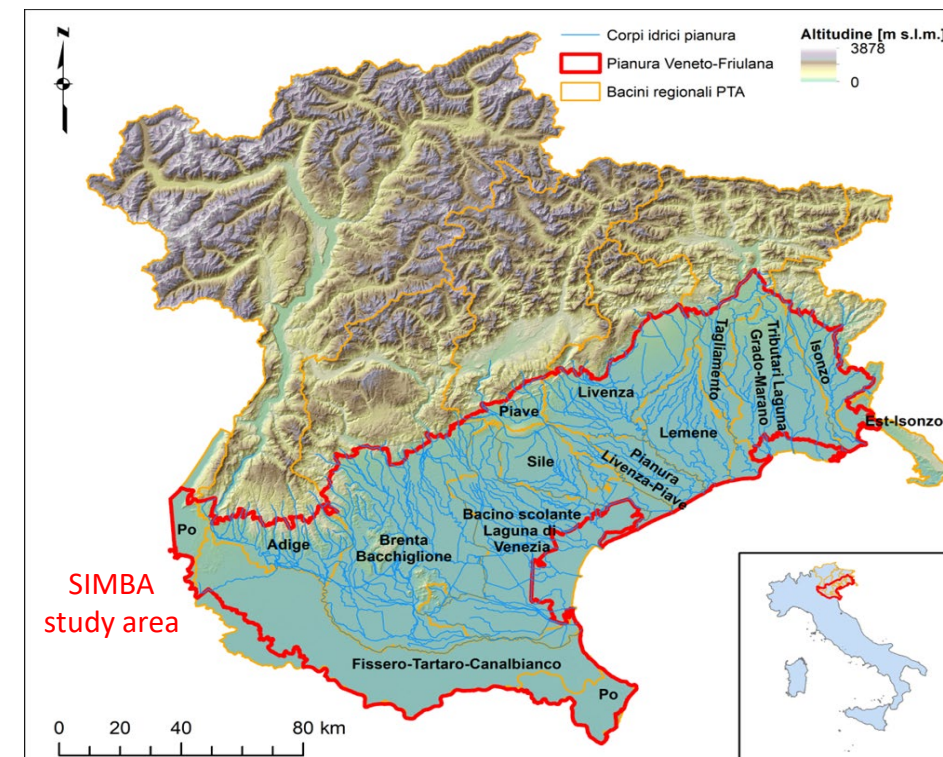 z
Corpi idrici pianura
Pianura Veneto-Friulana
Bacini regionali PTA
Altitudine [m s.l.m.]
3878
0
Tagliamento
Tributari Laguna
Grado-Marano
Isonzo
Livenza
Piave
Est-Isonzo
Lemene
Sile
Pianura
Livenza-Piave
Bacino scolante
Laguna di
Venezia
Po
Adige
Brenta
Bacchiglione
SIMBA
study area
Fissero-Tartaro-Canalbianco
Po
0 20 40 80 km